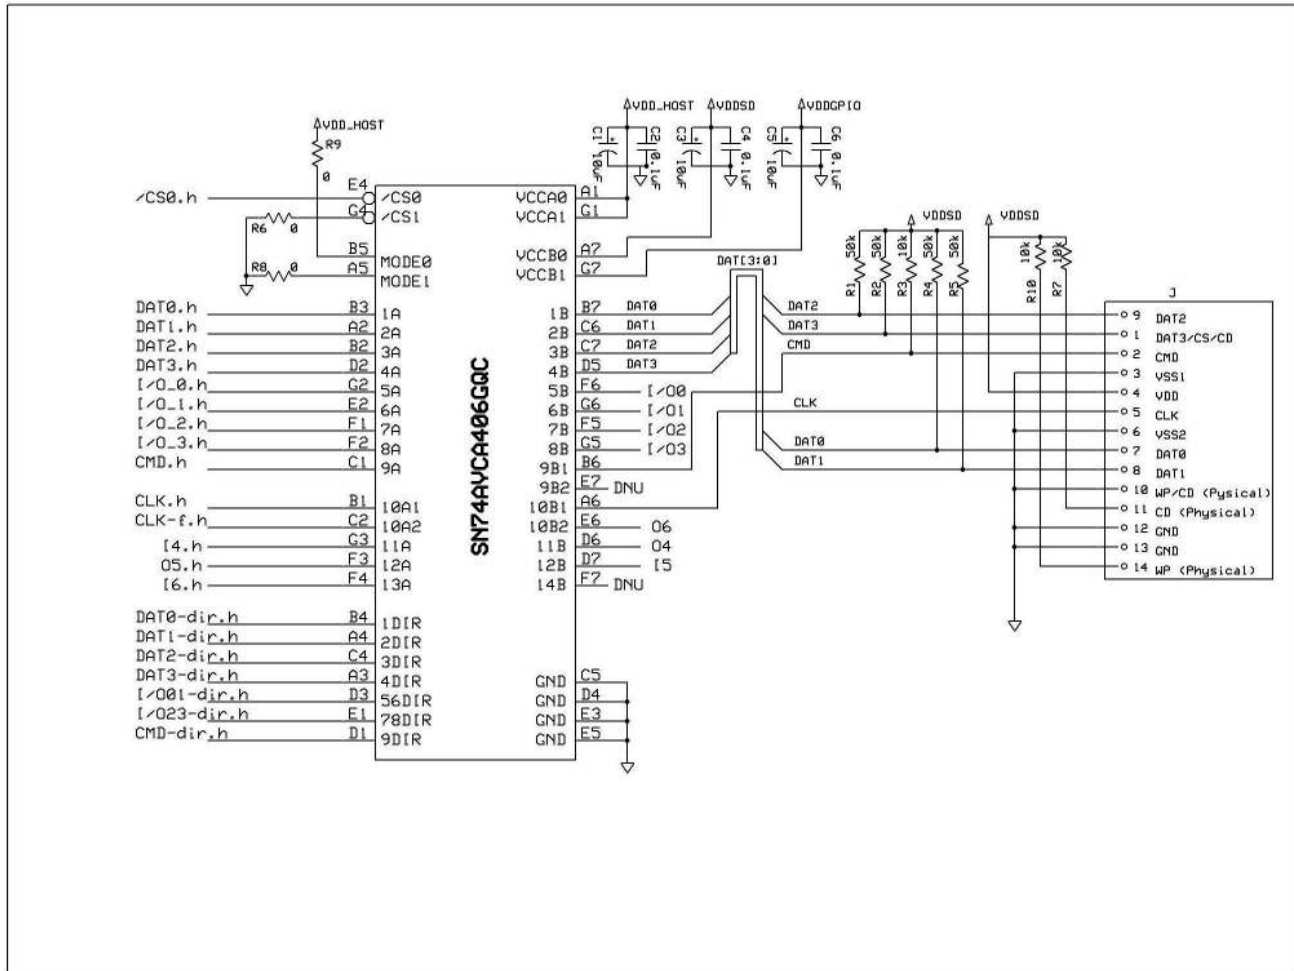 VDD_HOST
R9
0
VDD_HOST
VDDSD
VDDGPIO
C1 10uF
C2 0.1uF
C3 10uF
C4 0.1uF
C5 10uF
C6 0.1uF
/CS0.h E4 /CS0 VCCA0 A1
G4 /CS1 VCCA1 G1
R6 0
B5 MODE0 VCCB0 A7
R8 0 A5 MODE1 VCCB1 G7
DAT[3:0]
DAT0.h B3 1A 1B B7 DAT0
DAT1.h A2 2A 2B C6 DAT1
DAT2.h B2 3A 3B C7 DAT2
DAT3.h D2 4A 4B D5 DAT3
I/O_0.h G2 5A 5B F6 I/O0
I/O_1.h E2 6A 6B G6 I/O1
I/O_2.h F1 7A 7B F5 I/O2
I/O_3.h F2 8A 8B G5 I/O3
CMD.h C1 9A 9B1 B6
9B2 E7 DNU
CLK.h B1 10A1 10B1 A6
CLK-f.h C2 10A2 10B2 E6 O6
I4.h G3 11A 11B D6 O4
O5.h F3 12A 12B D7 I5
I6.h F4 13A 14B F7 DNU
SN74AVCA406GQC
DAT0-dir.h B4 1DIR
DAT1-dir.h A4 2DIR
DAT2-dir.h C4 3DIR
DAT3-dir.h A3 4DIR GND C5
I/O01-dir.h D3 56DIR GND D4
I/O23-dir.h E1 78DIR GND E3
CMD-dir.h D1 9DIR GND E5
VDDSD
VDDSD
R1 50k
R2 50k
R3 10k
R4 50k
R5 50k
R10 10k
R7 10k
DAT2
DAT3
CMD
CLK
DAT0
DAT1
J
9 DAT2
1 DAT3/CS/CD
2 CMD
3 VSS1
4 VDD
5 CLK
6 VSS2
7 DAT0
8 DAT1
10 WP/CD (Pysical)
11 CD (Physical)
12 GND
13 GND
14 WP (Physical)